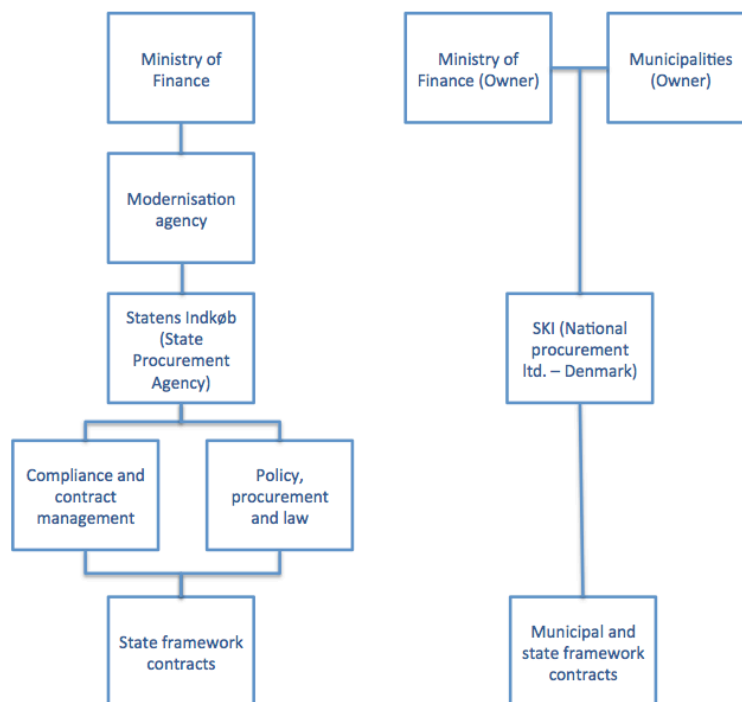 Ministry of
Finance
Ministry of
Finance (Owner)
Municipalities
(Owner)
Modernisation
agency
Statens Indkøb
(State
Procurement
Agency)
SKI (National
procurement
ltd. – Denmark)
Compliance and
contract
management
Policy,
procurement
and law
State framework
contracts
Municipal and
state framework
contracts